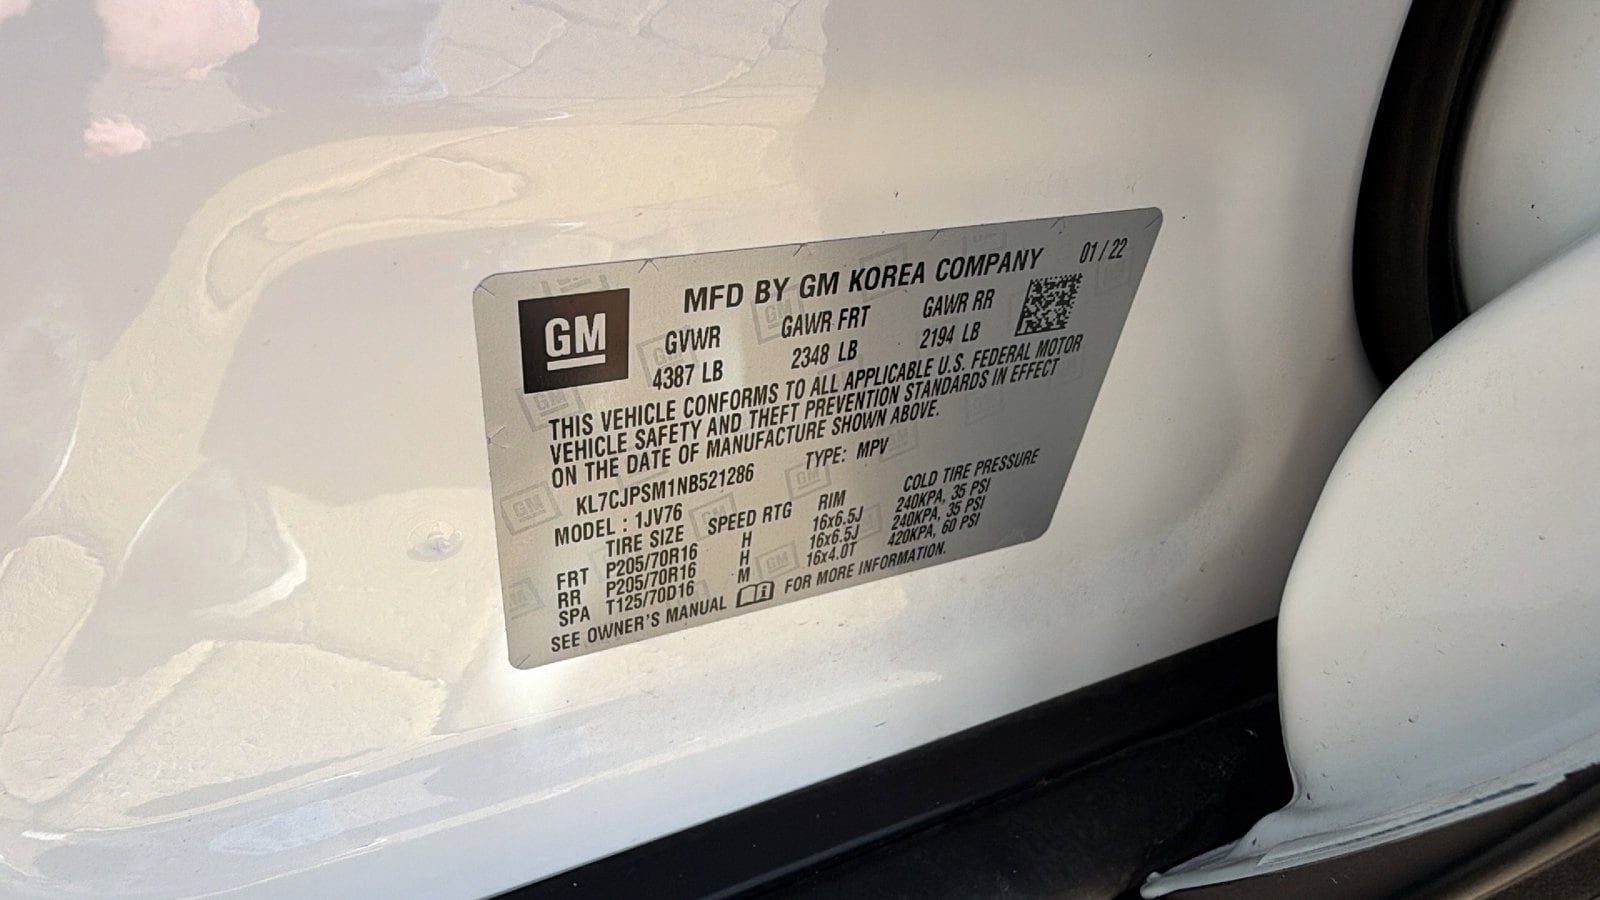 GM
MFD BY GM KOREA COMPANY 01 / 22
GVWR GAWR FRT GAWR RR
4387 LB 2348 LB 2194 LB
THIS VEHICLE CONFORMS TO ALL APPLICABLE U.S. FEDERAL MOTOR
VEHICLE SAFETY AND THEFT PREVENTION STANDARDS IN EFFECT
ON THE DATE OF MANUFACTURE SHOWN ABOVE.
KL7CJPSM1NB521286 TYPE: MPV
MODEL : 1JV76
TIRE SIZE SPEED RTG RIM COLD TIRE PRESSURE
FRT P205/70R16 H 16x6.5J 240KPA, 35 PSI
RR P205/70R16 H 16x6.5J 240KPA, 35 PSI
SPA T125/70D16 M 16x4.0T 420KPA, 60 PSI
SEE OWNER'S MANUAL FOR MORE INFORMATION.